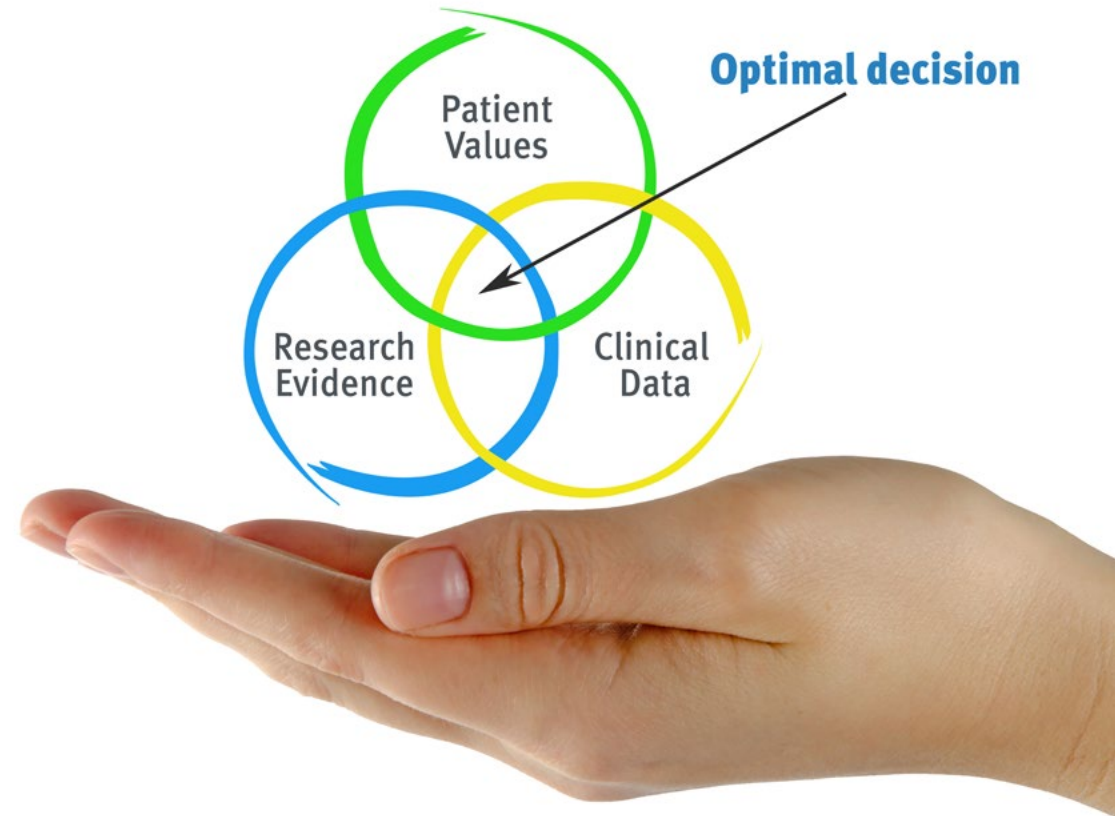 Optimal decision
Patient
Values
Research
Evidence
Clinical
Data